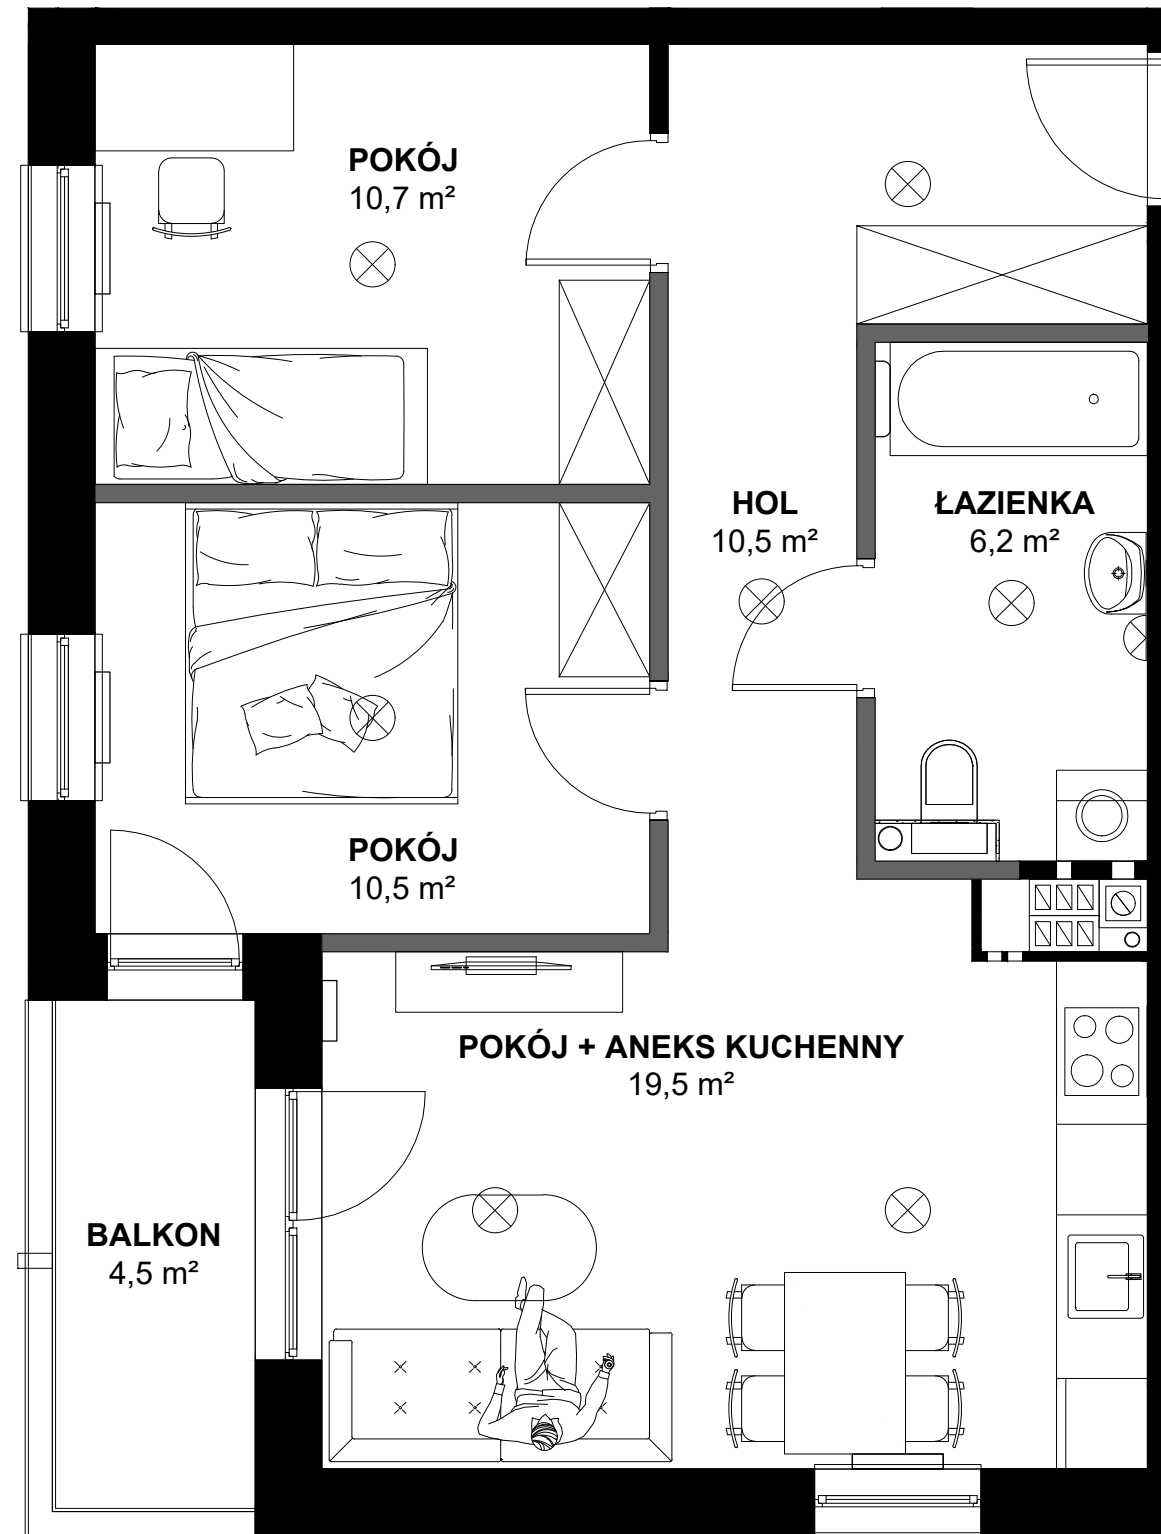 POKÓJ
10,7 m²
HOL
10,5 m²
ŁAZIENKA
6,2 m²
POKÓJ
10,5 m²
POKÓJ + ANEKS KUCHENNY
19,5 m²
BALKON
4,5 m²